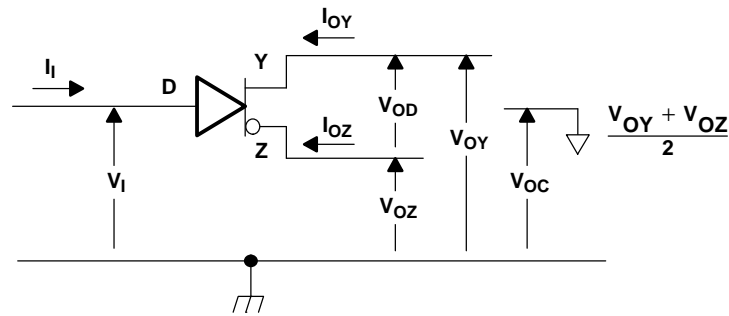 I_OY
I_I
D
Y
Z
I_OZ
V_OD
V_OY
V_I
V_OZ
V_OC
V_OY + V_OZ
2